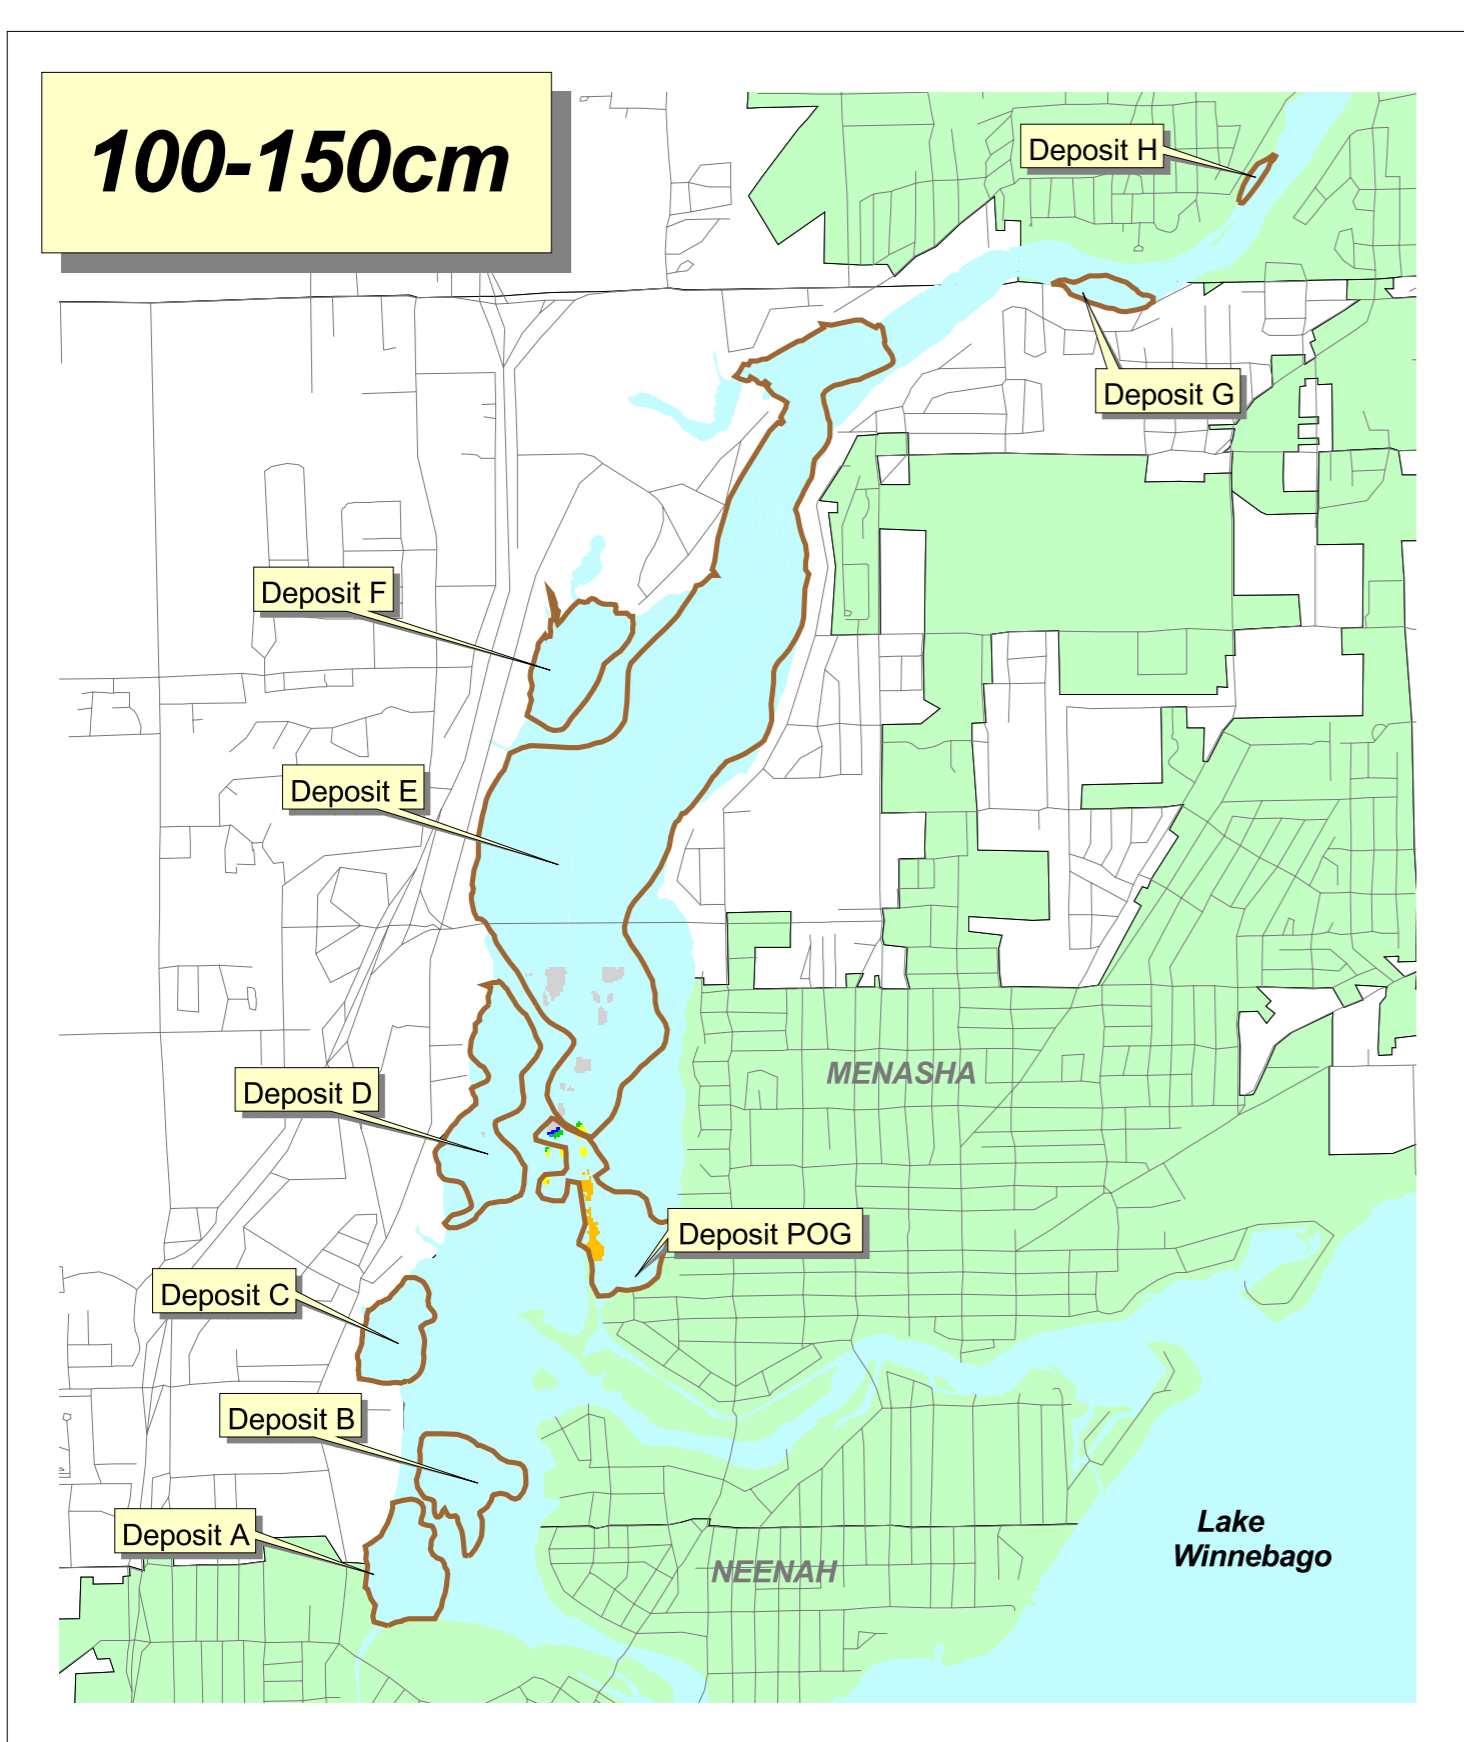 100-150cm
Deposit H
Deposit G
Deposit F
Deposit E
MENASHA
Deposit D
Deposit POG
Deposit C
Deposit B
Deposit A
Lake
Winnebago
NEENAH